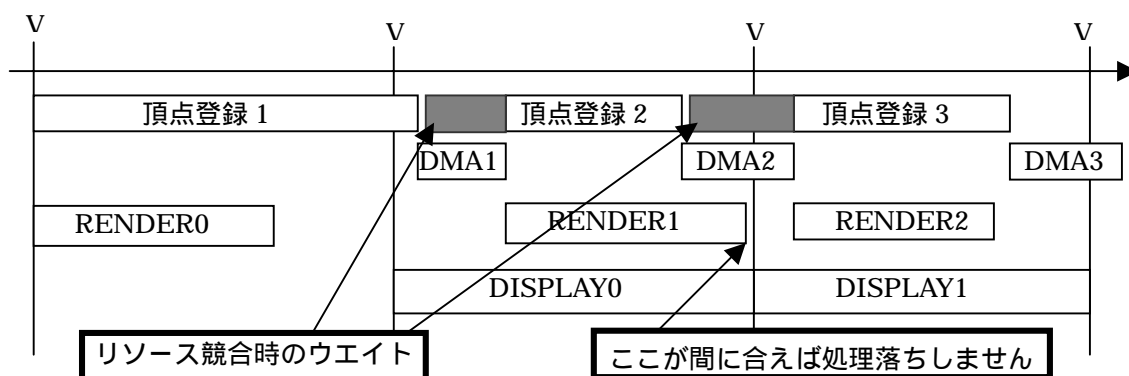 V
V
V
V
頂点登録 1
頂点登録 2
頂点登録 3
DMA1
DMA2
DMA3
RENDER0
RENDER1
RENDER2
DISPLAY0
DISPLAY1
リソース競合時のウエイト
ここが間に合えば処理落ちしません